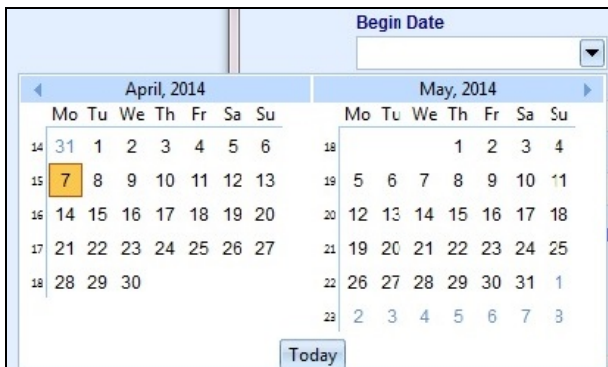 Begin Date
April, 2014 May, 2014
Mo Tu We Th Fr Sa Su Mo Tu We Th Fr Sa Su
14 31 1 2 3 4 5 6 18 1 2 3 4
15 7 8 9 10 11 12 13 19 5 6 7 8 9 10 11
16 14 15 16 17 18 19 20 20 12 13 14 15 16 17 18
17 21 22 23 24 25 26 27 21 19 20 21 22 23 24 25
18 28 29 30 22 26 27 28 29 30 31 1
23 2 3 4 5 6 7 8
Today